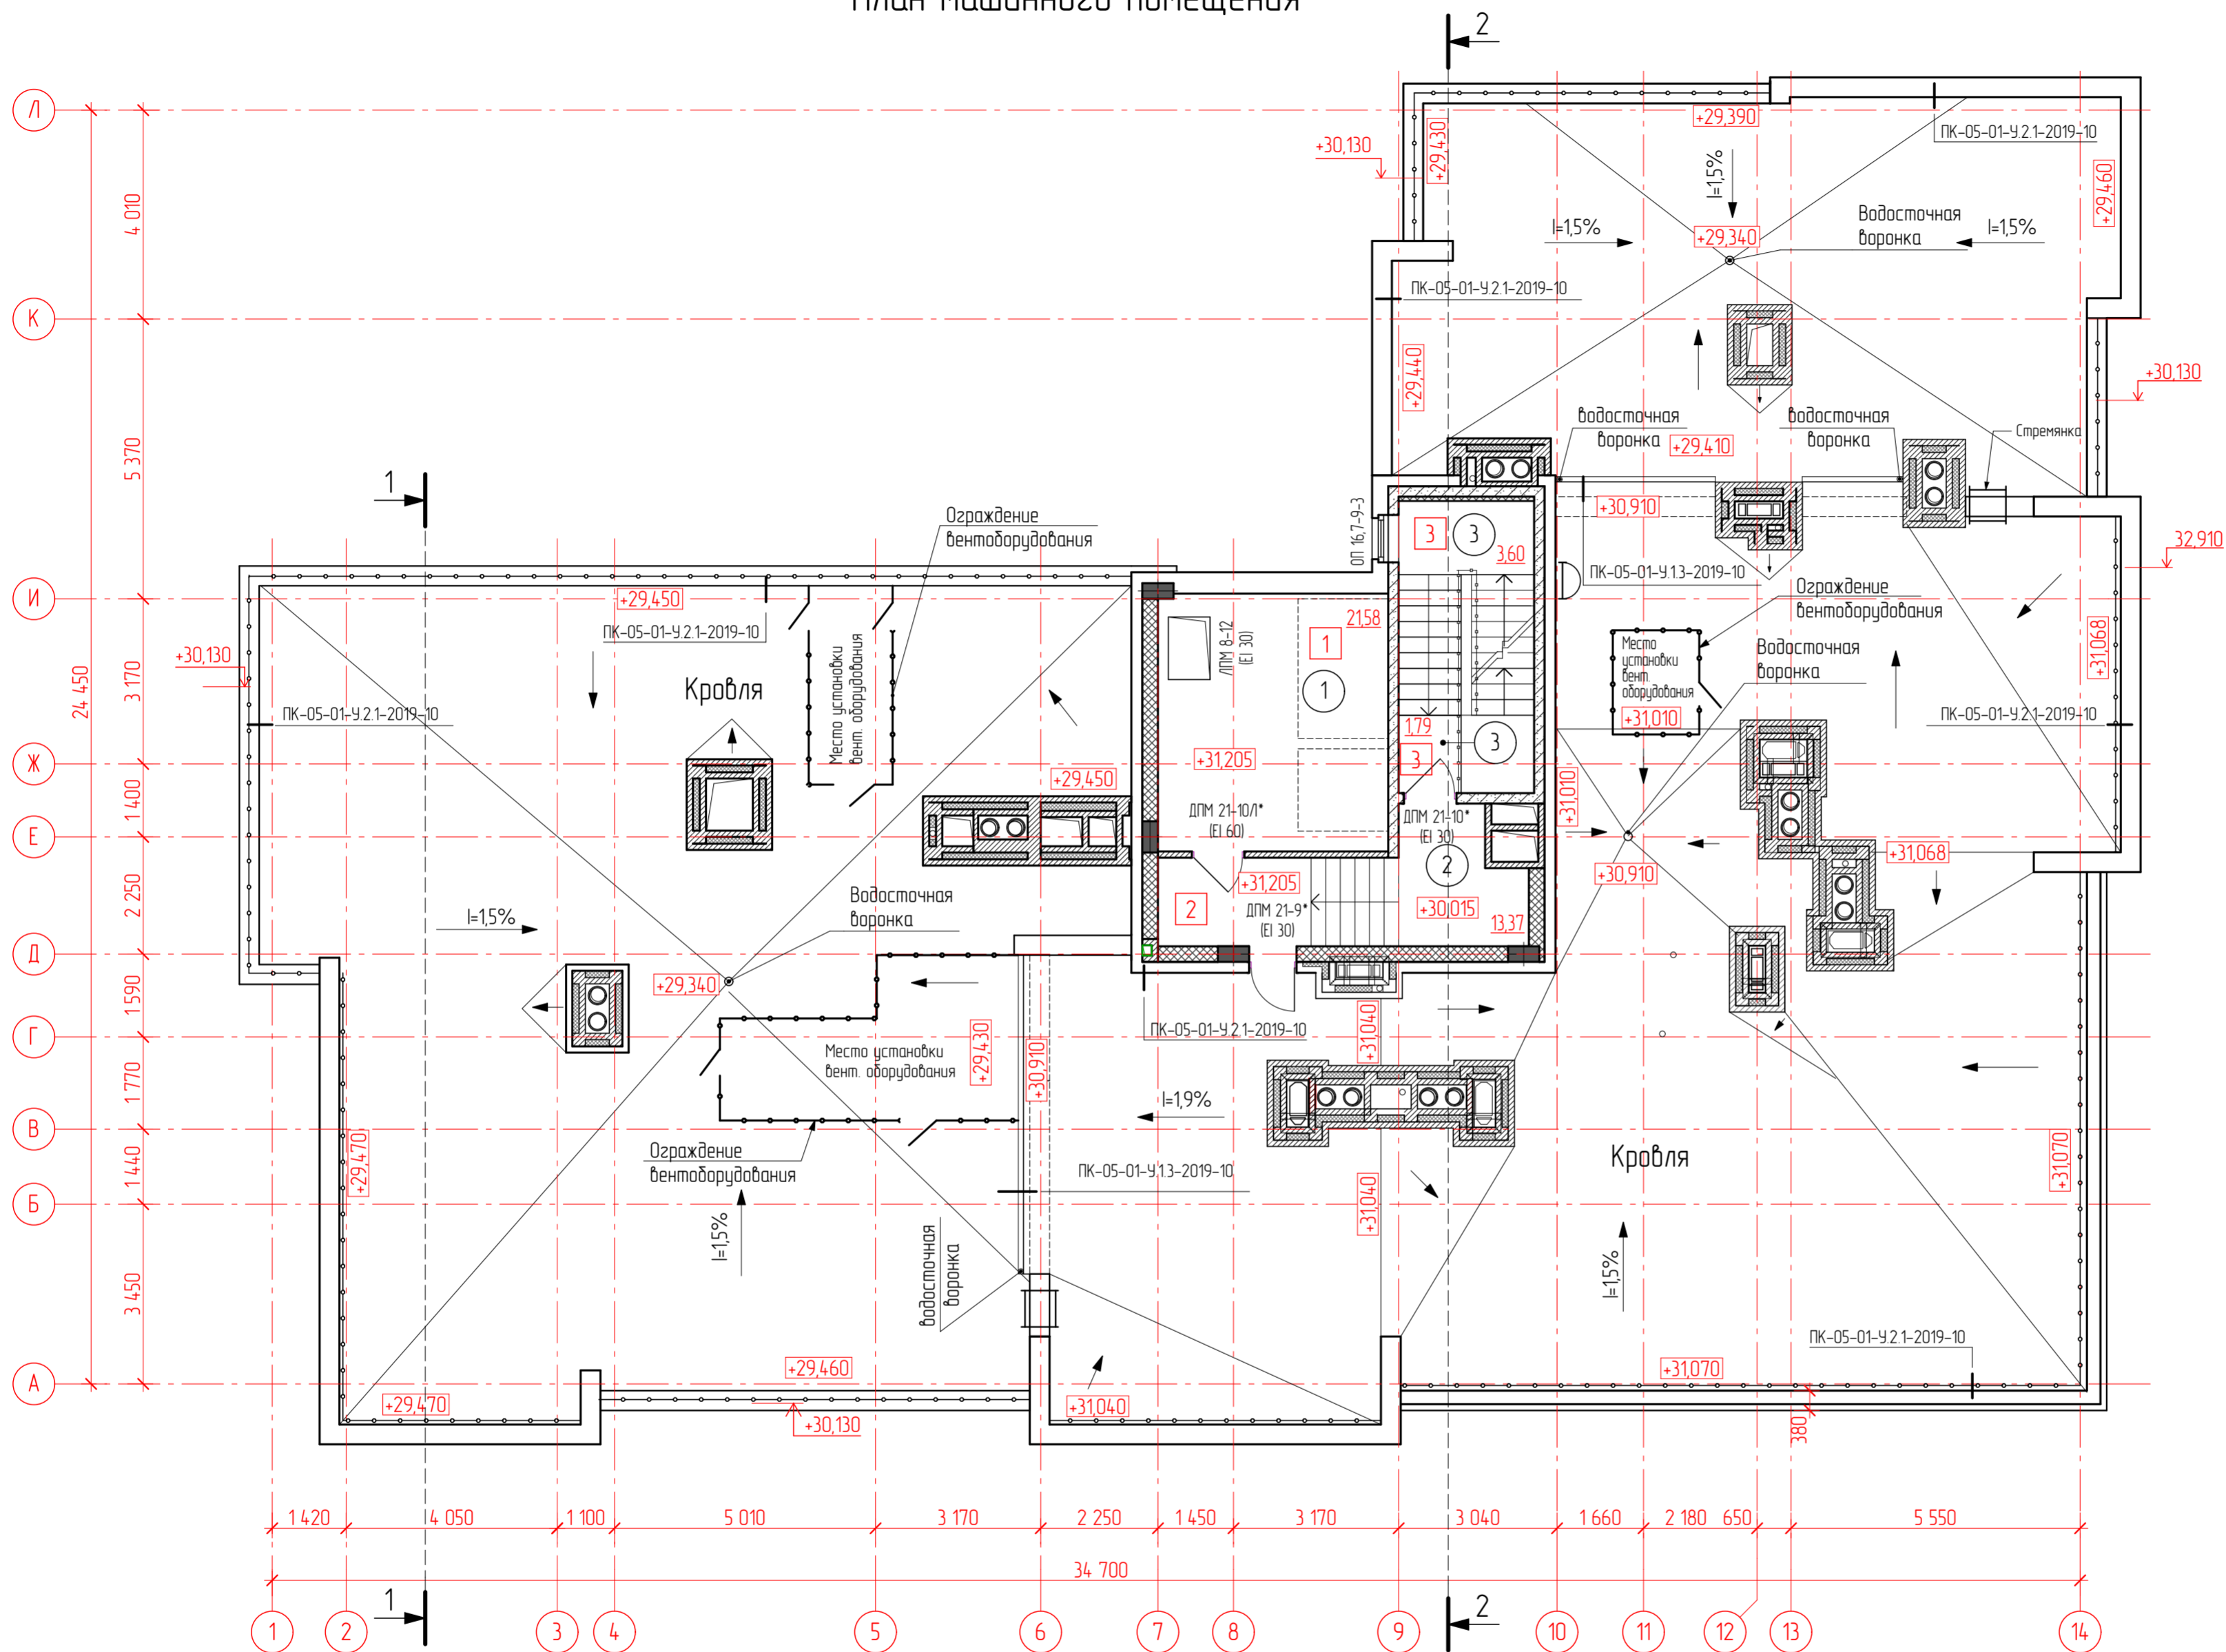 План машинного помещения
2
Л
+29,390
ПК-05-01-У.2.1-2019-10
+30,130
+29,430
I=1,5%
+29,460
4 010
I=1,5%
+29,340
Водосточная
воронка
I=1,5%
ПК-05-01-У.2.1-2019-10
К
+29,440
+30,130
водосточная
воронка
+29,410
водосточная
воронка
Стремянка
5 370
1
Ограждение
вентоборудования
ОП 16,7-9-3
3
3
3,60
+30,910
32,910
ПК-05-01-У.1.3-2019-10
И
+29,450
ПК-05-01-У.2.1-2019-10
Ограждение
вентоборудования
24 450
3 170
+30,130
Кровля
Место установки
вент. оборудования
ЛПМ 8-12
(EI 30)
21,58
1
1
Место
установки
вент.
оборудования
+31,010
Водосточная
воронка
+31,068
ПК-05-01-У.2.1-2019-10
ПК-05-01-У.2.1-2019-10
1,79
3
3
Ж
+31,205
+29,450
+31,010
1 400
ДПМ 21-10Л*
(EI 60)
ДПМ 21-10*
(EI 30)
Е
2
+31,068
+30,910
2 250
I=1,5%
Водосточная
воронка
2
+31,205
ДПМ 21-9*
(EI 30)
+30,015
13,37
Д
+29,340
1 590
Г
ПК-05-01-У.2.1-2019-10
+31,040
Место установки
вент. оборудования
+29,430
+30,910
1 770
I=1,9%
В
Ограждение
вентоборудования
+29,470
1 440
ПК-05-01-У.1.3-2019-10
Кровля
+31,070
+31,040
Б
I=1,5%
водосточная
воронка
I=1,5%
3 450
ПК-05-01-У.2.1-2019-10
А
+29,460
+31,070
+29,470
+30,130
+31,040
380
1 420
4 050
1 100
5 010
3 170
2 250
1 450
3 170
3 040
1 660
2 180
650
5 550
34 700
1
2
1
2
3
4
5
6
7
8
9
10
11
12
13
14